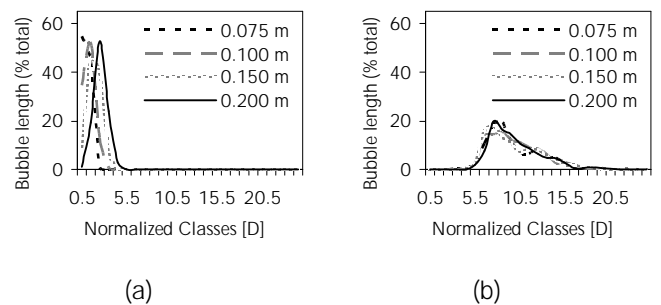 Bubble length (% total)
60
40
20
0
0.075 m
0.100 m
0.150 m
0.200 m
0.5 5.5 10.5 15.5 20.5
Normalized Classes [D]
(a)
Bubble length (% total)
60
40
20
0
0.075 m
0.100 m
0.150 m
0.200 m
0.5 5.5 10.5 15.5 20.5
Normalized Classes [D]
(b)